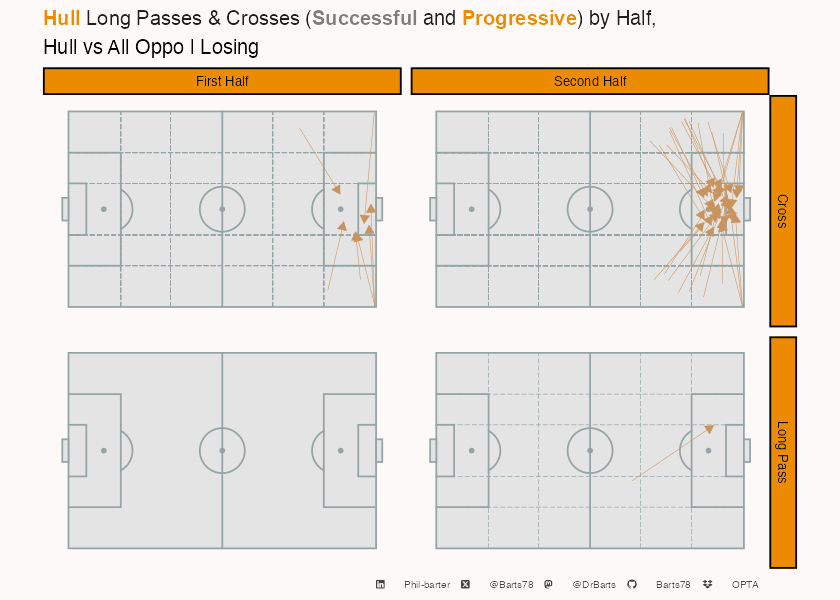 Hull Long Passes & Crosses (Successful and Progressive) by Half,
Hull vs All Oppo | Losing
First Half
Second Half
Cross
Long Pass
Phil-barter @Barts78 @DrBarts Barts78 OPTA